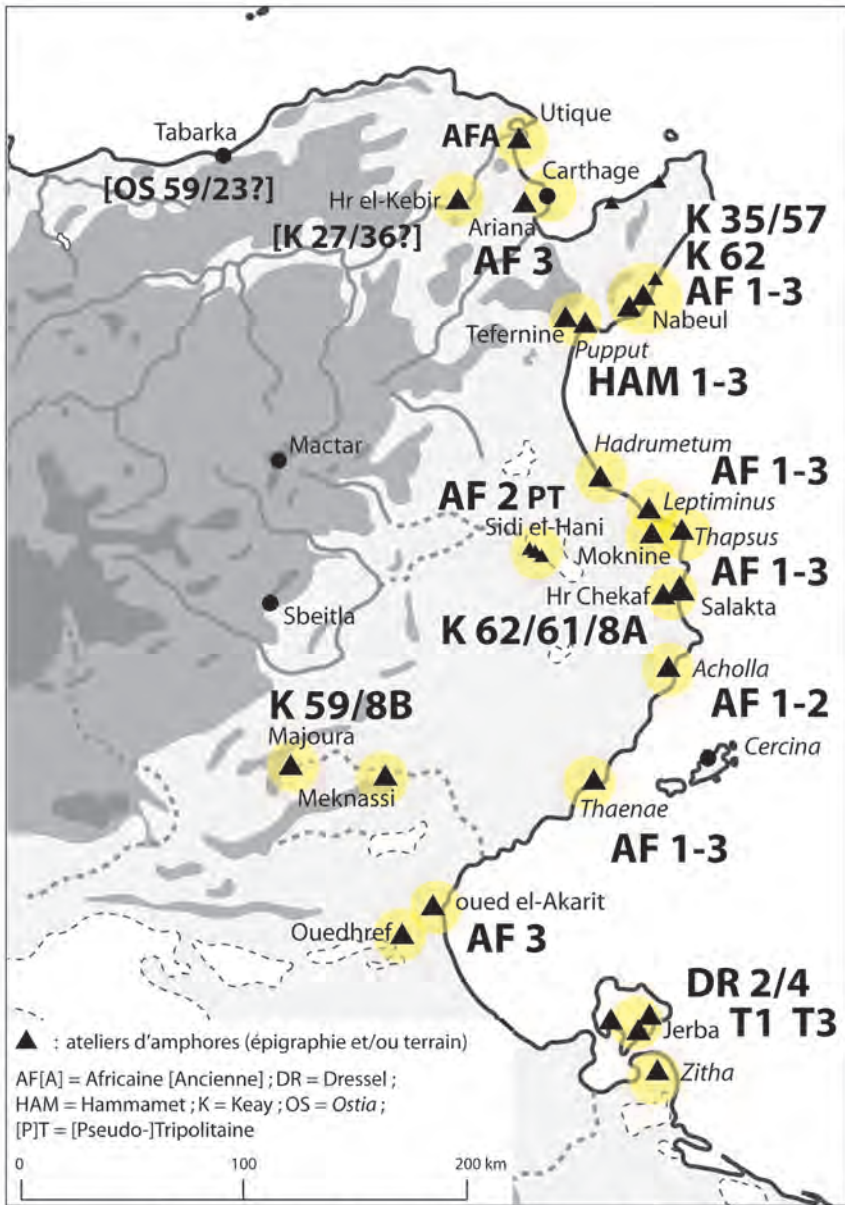 Utique
Tabarka
AFA
Carthage
[OS 59/23?]
Hr el-Kebir
Ariana
[K 27/36?]
AF 3
K 35/57
K 62
AF 1-3
Nabeul
Tefernine
Pupput
HAM 1-3
Hadrumetum
Mactar
AF 1-3
AF 2 PT
Leptiminus
Sidi el-Hani
Thapsus
Moknine
AF 1-3
Hr Chekaf
Salakta
Sbeitla
K 62/61/8A
Acholla
K 59/8B
AF 1-2
Majoura
Cercina
Meknassi
Thaenae
AF 1-3
oued el-Akarit
Ouedhref
AF 3
DR 2/4
Jerba
T1 T3
Zitha
: ateliers d'amphores (épigraphie et/ou terrain)
AF[A] = Africaine [Ancienne] ; DR = Dressel ;
HAM = Hammamet ; K = Keay ; OS = Ostia ;
[P]T = [Pseudo-]Tripolitaine
0 100 200 km